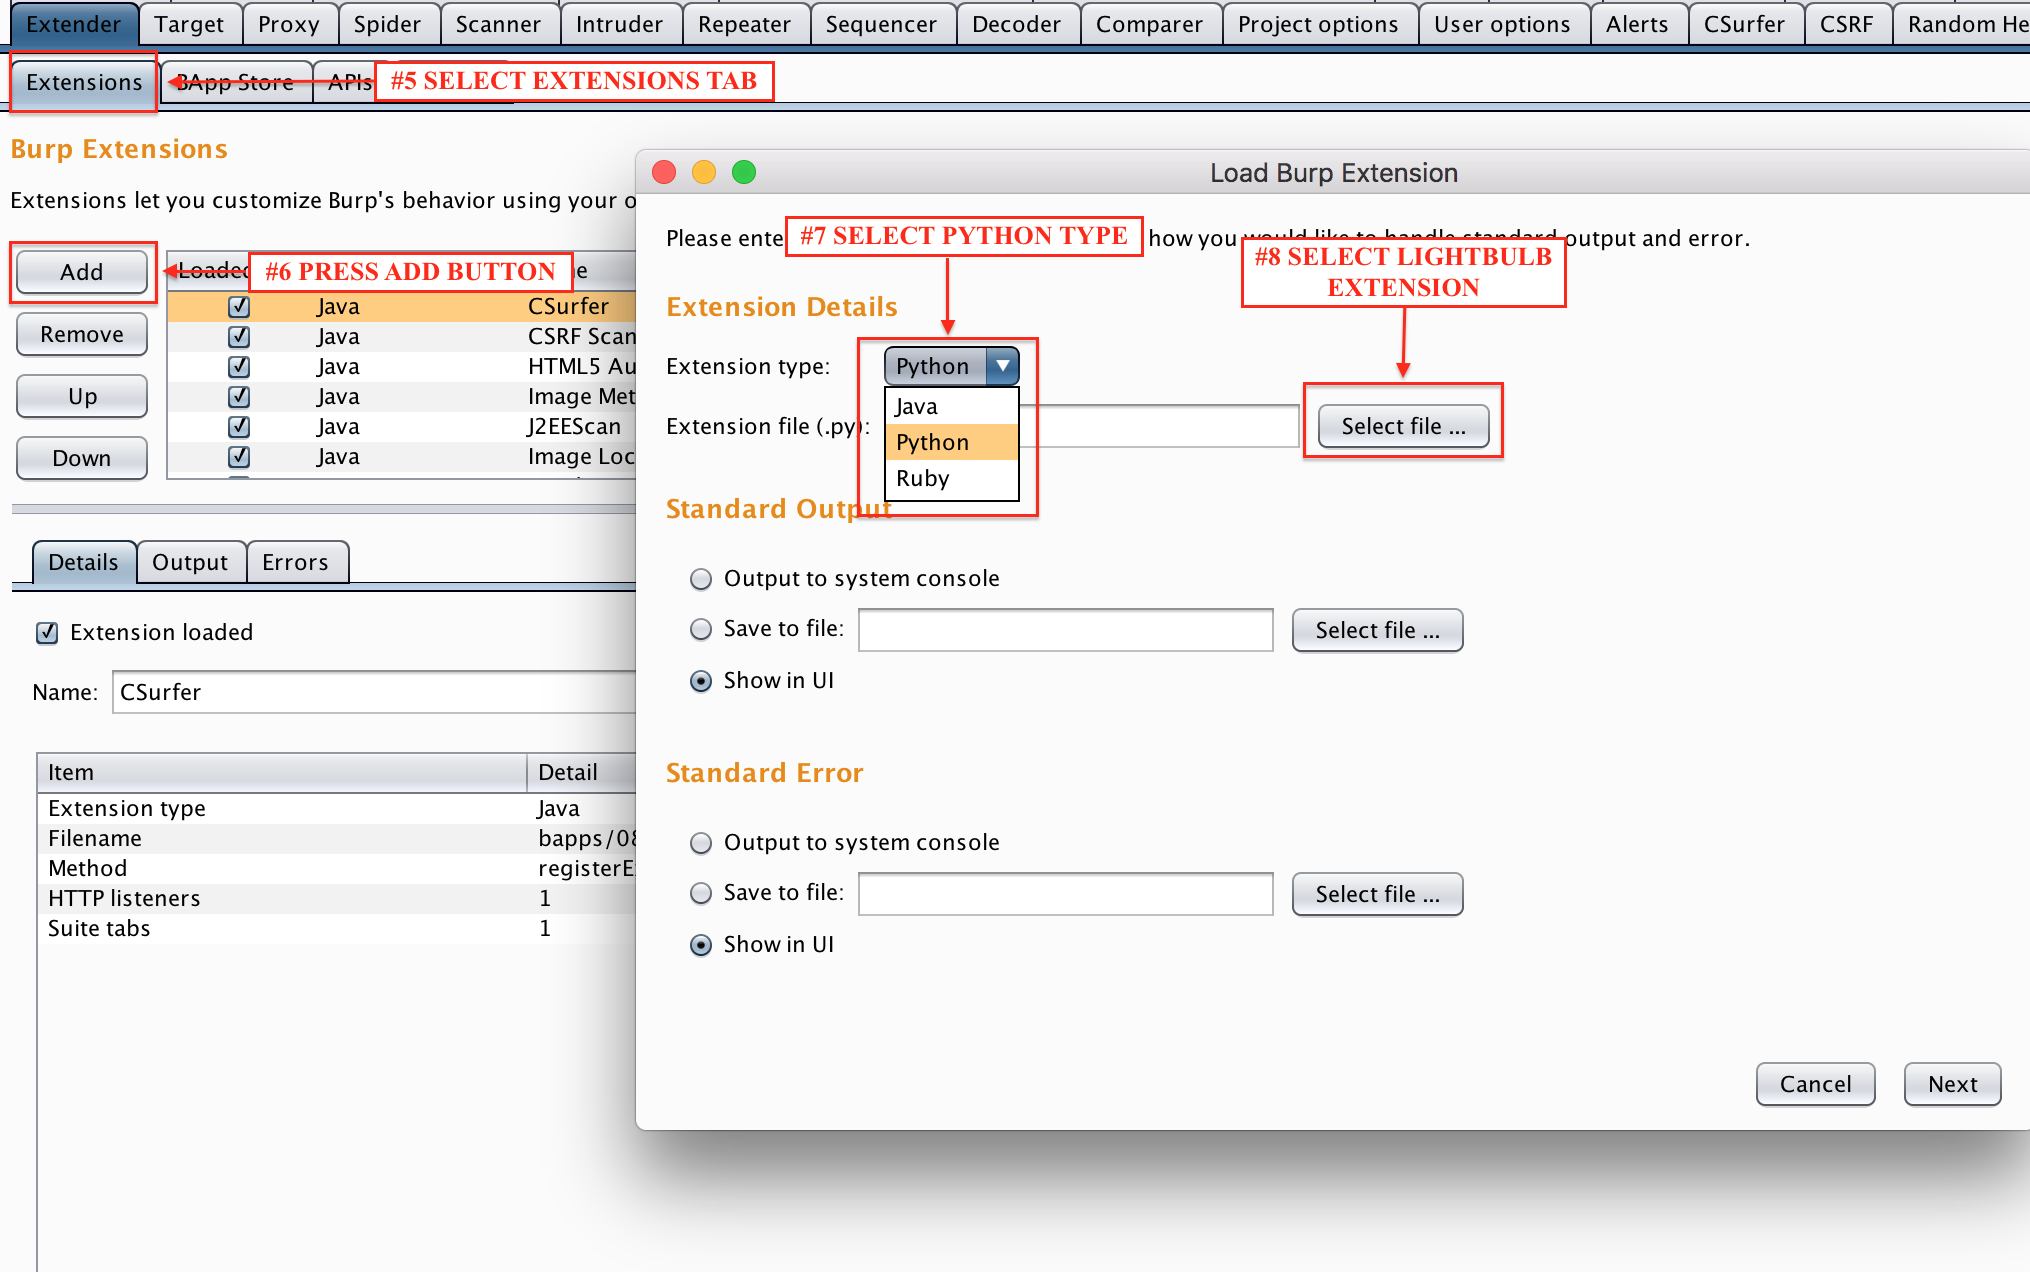 Extender Target Proxy Spider Scanner Intruder Repeater Sequencer Decoder Comparer Project options User options Alerts CSurfer CSRF Random He
Extensions BApp Store APIs #5 SELECT EXTENSIONS TAB
Burp Extensions
Extensions let you customize Burp's behavior using your o
Add
Remove
Up
Down
Loaded #6 PRESS ADD BUTTON e
Java CSurfer
Java CSRF Scan
Java HTML5 Au
Java Image Met
Java J2EEScan
Java Image Loc
Details Output Errors
Extension loaded
Name: CSurfer
Item Detail
Extension type Java
Filename bapps/08
Method registerE
HTTP listeners 1
Suite tabs 1
Load Burp Extension
Please ente #7 SELECT PYTHON TYPE how you would like to handle standard output and error.
#8 SELECT LIGHTBULB
EXTENSION
Extension Details
Extension type: Python
Java
Python
Ruby
Extension file (.py): Select file ...
Standard Output
Output to system console
Save to file: Select file ...
Show in UI
Standard Error
Output to system console
Save to file: Select file ...
Show in UI
Cancel Next